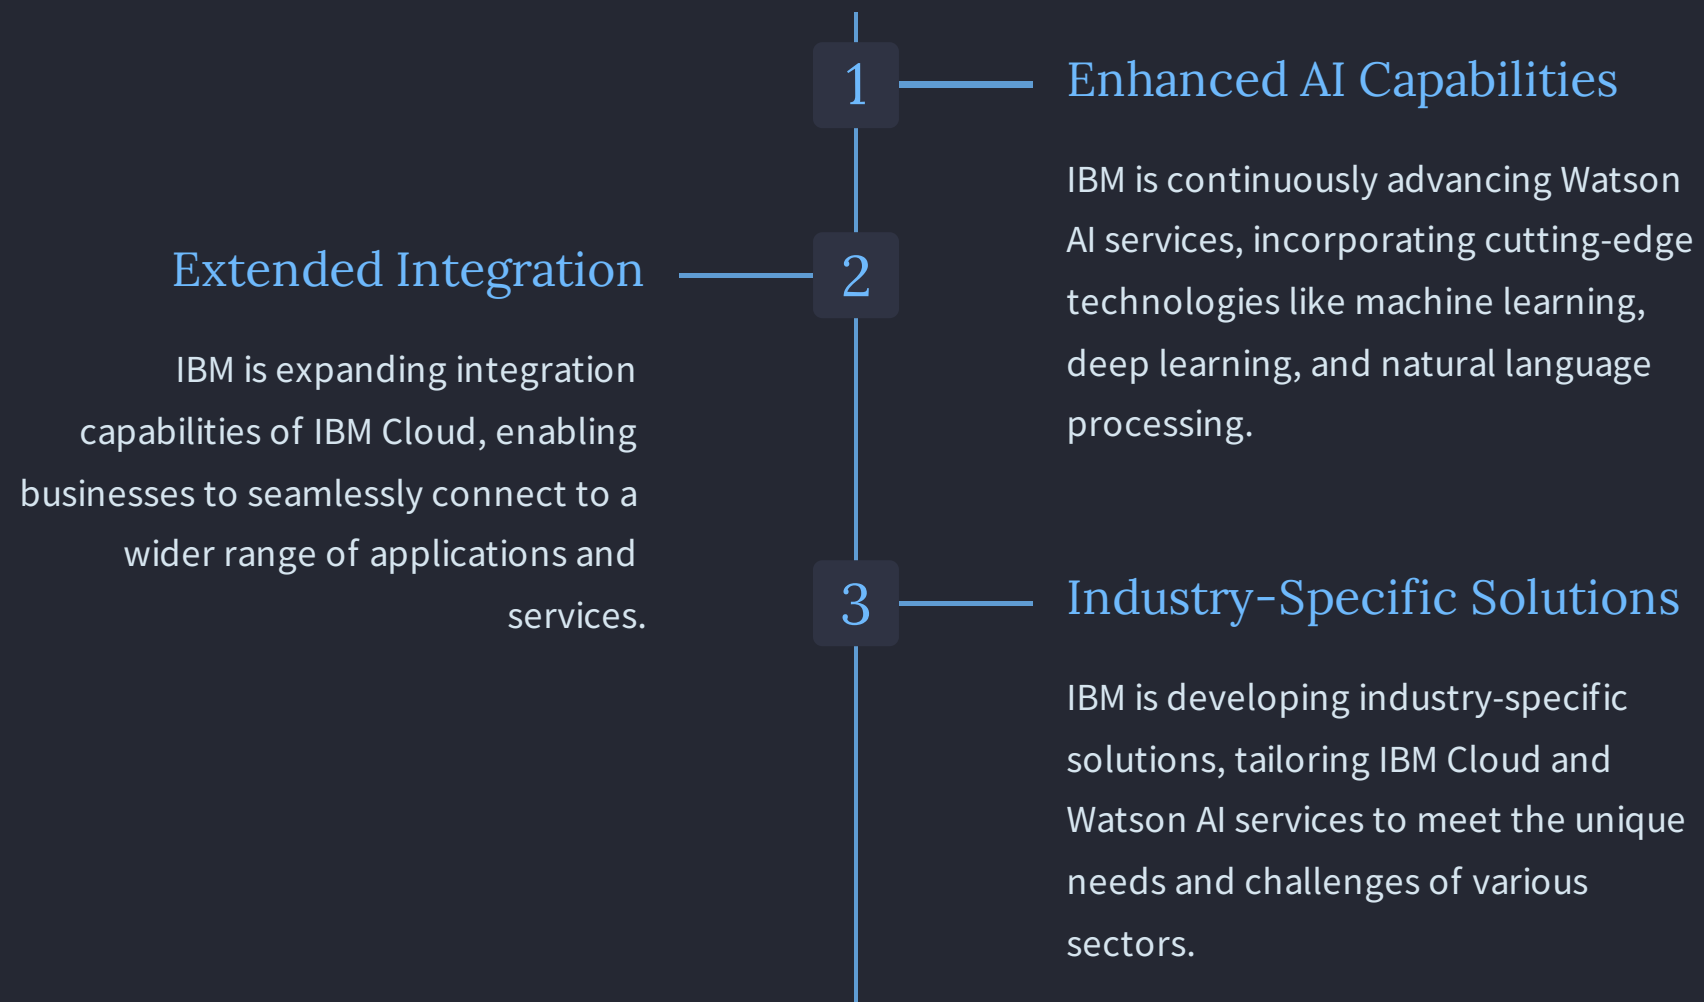 1
Enhanced AI Capabilities
IBM is continuously advancing Watson
AI services, incorporating cutting-edge
technologies like machine learning,
deep learning, and natural language
processing.
2
Extended Integration
IBM is expanding integration
capabilities of IBM Cloud, enabling
businesses to seamlessly connect to a
wider range of applications and
services.
3
Industry-Specific Solutions
IBM is developing industry-specific
solutions, tailoring IBM Cloud and
Watson AI services to meet the unique
needs and challenges of various
sectors.